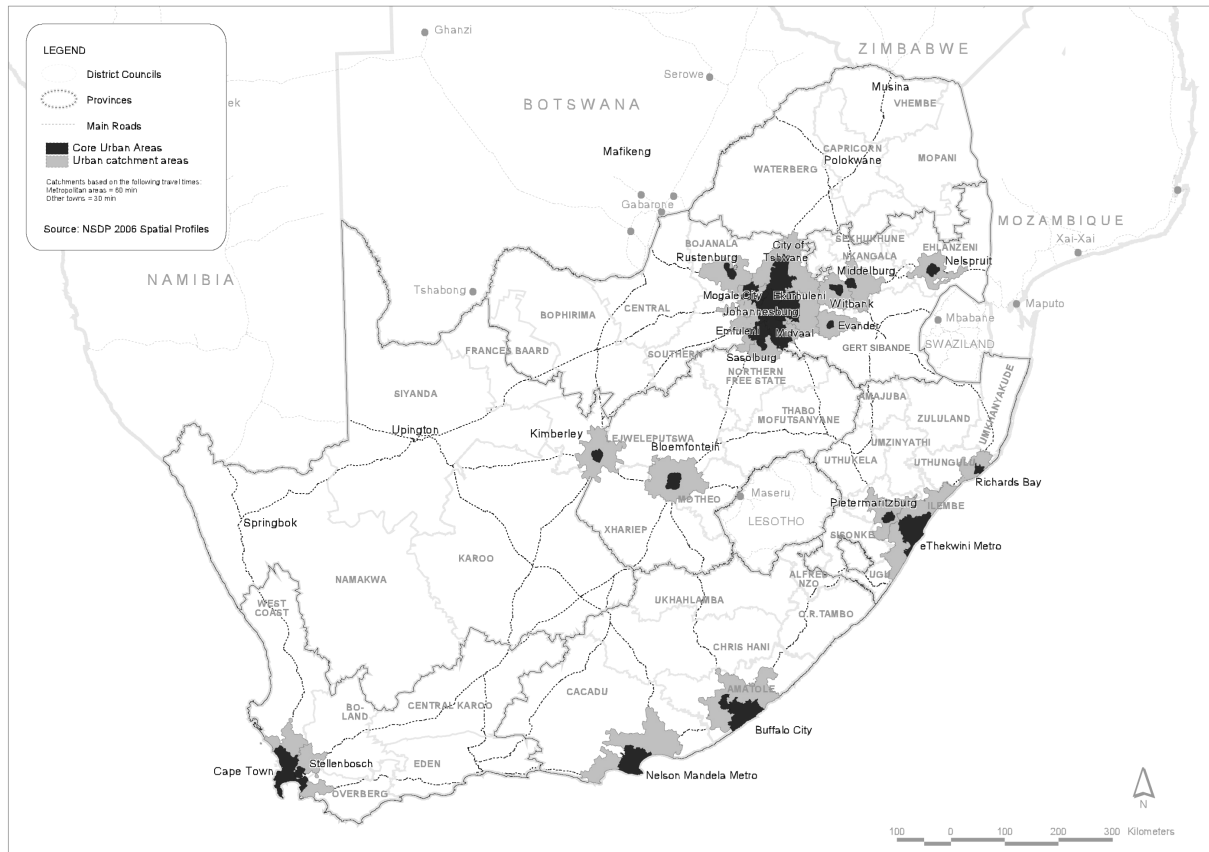 LEGEND
District Councils
Provinces
Main Roads
Core Urban Areas
Urban catchment areas
Catchments based on the following travel times:
Metropolitan areas = 60 min
Other towns = 30 min
Source: NSDP 2006 Spatial Profiles
Ghanzi
ZIMBABWE
Serowe
BOTSWANA
Musina
VHEMBE
Mafikeng
CAPRICORN
Polokwane
MOPANI
WATERBERG
Gabarone
MOZAMBIQUE
Xai-Xai
BOJANALA
City of
Tshwane
SEKHUKHUNE
NKANGALA
EHLANZENI
Rustenburg
Middelburg
Nelspruit
NAMIBIA
Tshabong
Mogale City
Ekurhuleni
Witbank
Maputo
BOPHIRIMA
CENTRAL
Johannesburg
Mbabane
Emfuleni
Midvaal
Evander
SWAZILAND
FRANCES BAARD
SOUTHERN
Sasolburg
GERT SIBANDE
NORTHERN
FREE STATE
SIYANDA
AMAJUBA
UMKHANYAKUDE
THABO
MOFUTSANYANE
ZULULAND
Upington
Kimberley
LEJWELEPUTSWA
Bloemfontein
UMZINYATHI
UTHUKELA
UTHUNGULU
Richards Bay
MOTHEO
Maseru
Pietermaritzburg
ILEMBE
Springbok
LESOTHO
XHARIEP
SISONKE
eThekwini Metro
KAROO
NAMAKWA
ALFRED
NZO
UGU
WEST
COAST
UKHAHLAMBA
O.R.TAMBO
CHRIS HANI
CACADU
AMATOLE
BO-
LAND
CENTRAL KAROO
Buffalo City
Cape Town
Stellenbosch
EDEN
Nelson Mandela Metro
OVERBERG
N
100 0 100 200 300 Kilometers